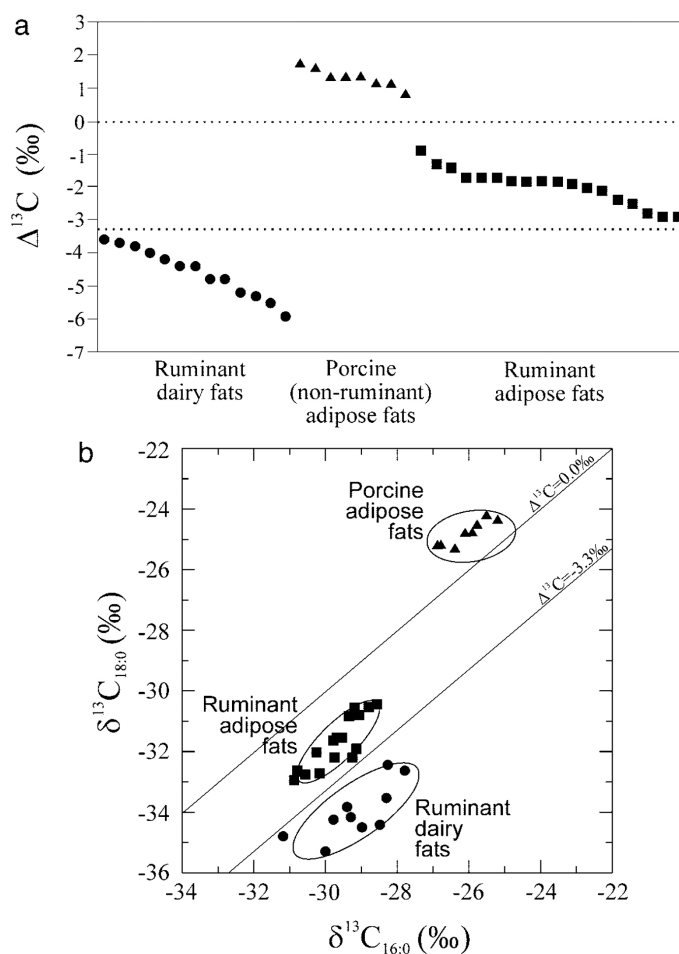 a
Δ¹³C (‰)
3
2
1
0
-1
-2
-3
-4
-5
-6
-7
Ruminant
dairy fats
Porcine
(non-ruminant)
adipose fats
Ruminant
adipose fats
b
δ¹³C₁₈:₀ (‰)
-22
-24
-26
-28
-30
-32
-34
-36
Porcine
adipose
fats
Δ¹³C=0.0‰
Δ¹³C=-3.3‰
Ruminant
adipose
fats
Ruminant
dairy
fats
-34 -32 -30 -28 -26 -24 -22
δ¹³C₁₆:₀ (‰)